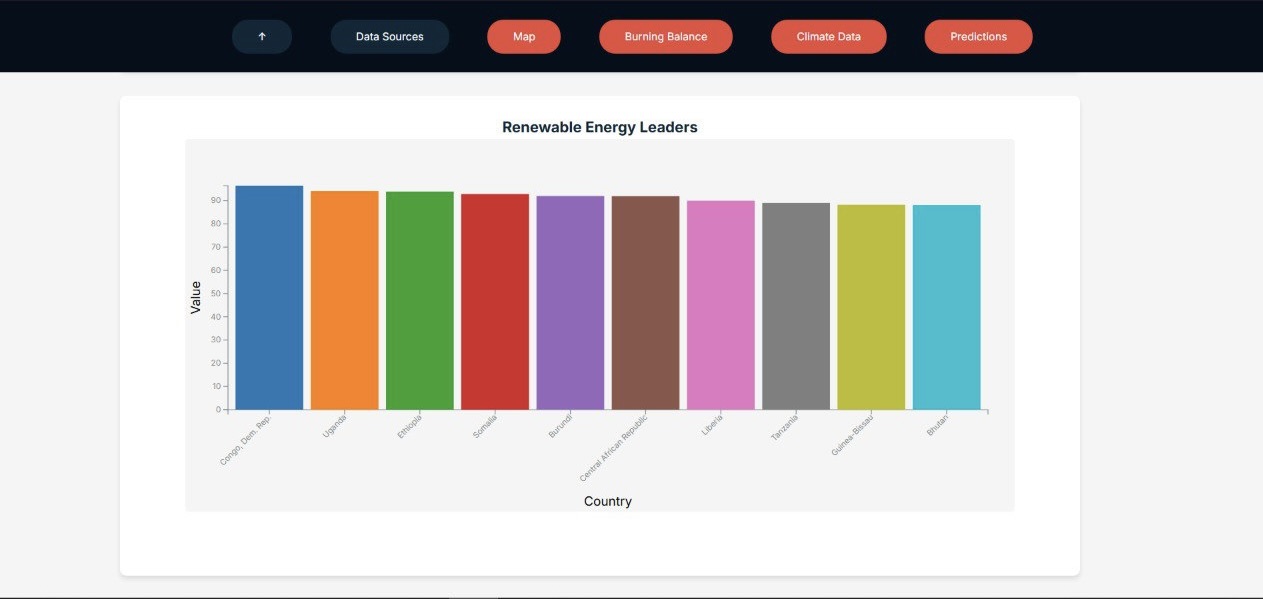 ↑ Data Sources Map Burning Balance Climate Data Predictions
Renewable Energy Leaders
90
80
70
60
50
40
30
20
10
0
Value
Congo, Dem. Rep.
Uganda
Ethiopia
Somalia
Burundi
Central African Republic
Liberia
Tanzania
Guinea-Bissau
Bhutan
Country